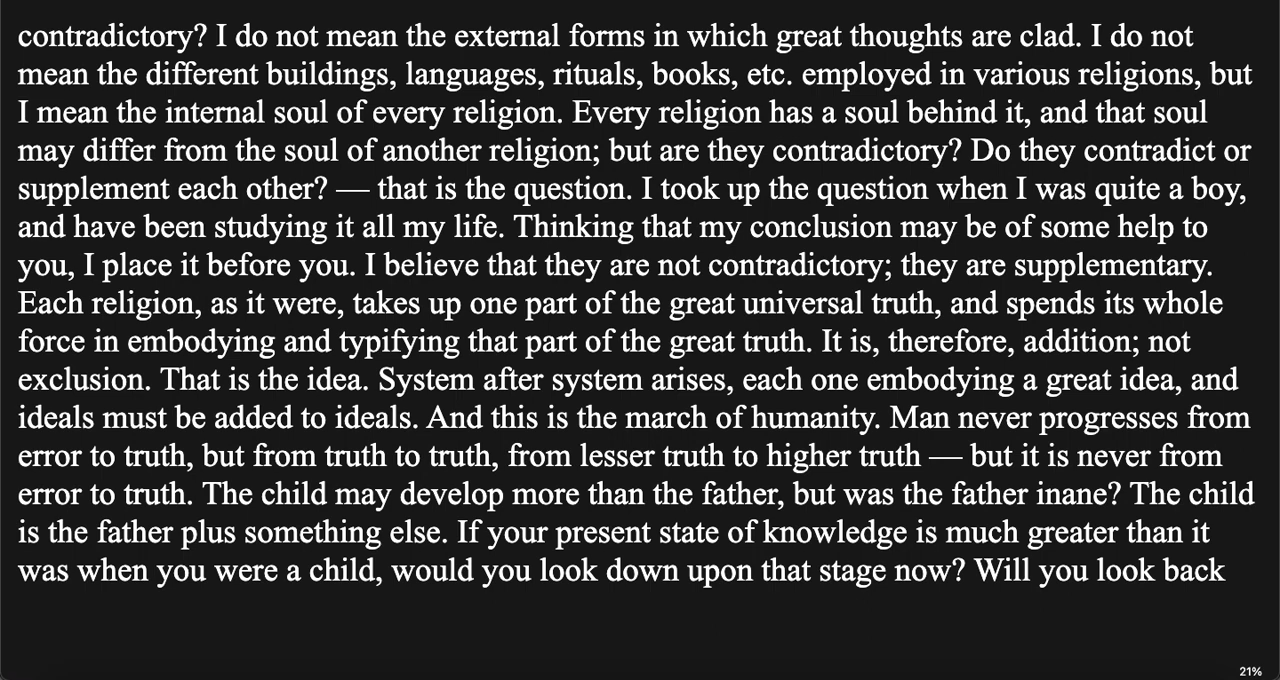 contradictory? I do not mean the external forms in which great thoughts are clad. I do not
mean the different buildings, languages, rituals, books, etc. employed in various religions, but
I mean the internal soul of every religion. Every religion has a soul behind it, and that soul
may differ from the soul of another religion; but are they contradictory? Do they contradict or
supplement each other? — that is the question. I took up the question when I was quite a boy,
and have been studying it all my life. Thinking that my conclusion may be of some help to
you, I place it before you. I believe that they are not contradictory; they are supplementary.
Each religion, as it were, takes up one part of the great universal truth, and spends its whole
force in embodying and typifying that part of the great truth. It is, therefore, addition; not
exclusion. That is the idea. System after system arises, each one embodying a great idea, and
ideals must be added to ideals. And this is the march of humanity. Man never progresses from
error to truth, but from truth to truth, from lesser truth to higher truth — but it is never from
error to truth. The child may develop more than the father, but was the father inane? The child
is the father plus something else. If your present state of knowledge is much greater than it
was when you were a child, would you look down upon that stage now? Will you look back
21%